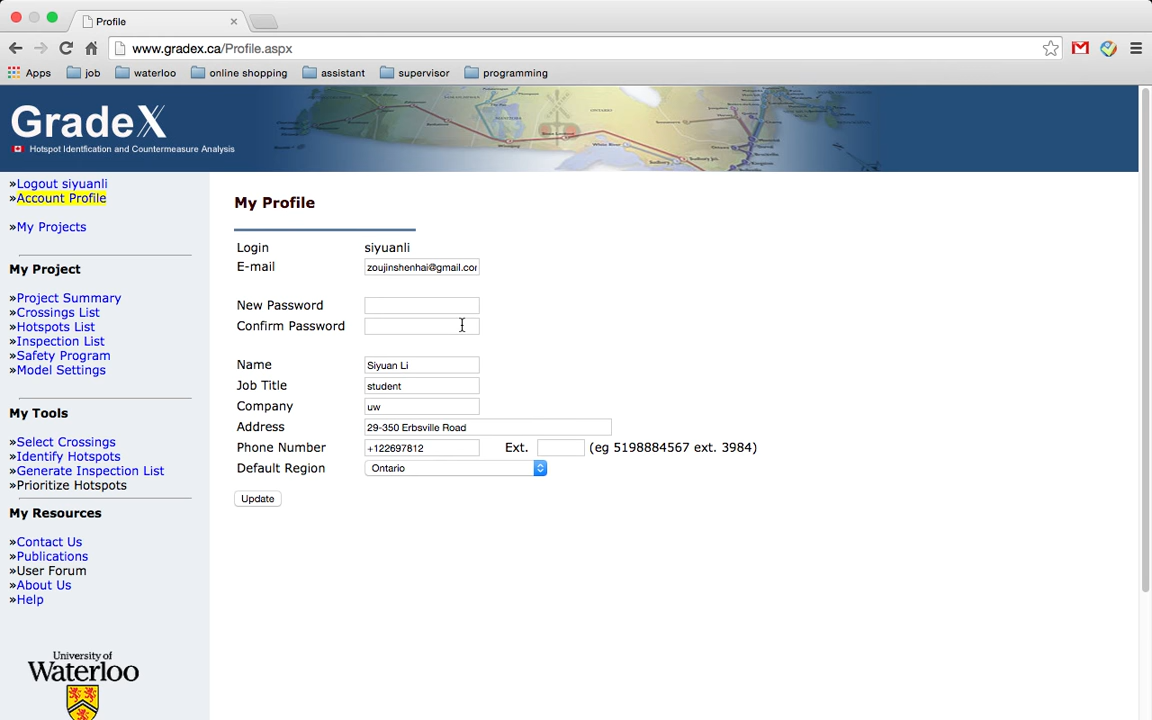 Profile
www.gradex.ca/Profile.aspx
Apps job waterloo online shopping assistant supervisor programming
GradeX
Hotspot Identfication and Countermeasure Analysis
»Logout siyuanli
»Account Profile
»My Projects
My Project
»Project Summary
»Crossings List
»Hotspots List
»Inspection List
»Safety Program
»Model Settings
My Tools
»Select Crossings
»Identify Hotspots
»Generate Inspection List
»Prioritize Hotspots
My Resources
»Contact Us
»Publications
»User Forum
»About Us
»Help
University of
Waterloo
My Profile
Login siyuanli
E-mail zoujinshenhai@gmail.co
New Password
Confirm Password
Name Siyuan Li
Job Title student
Company uw
Address 29-350 Erbsville Road
Phone Number +122697812 Ext. (eg 5198884567 ext. 3984)
Default Region Ontario
Update